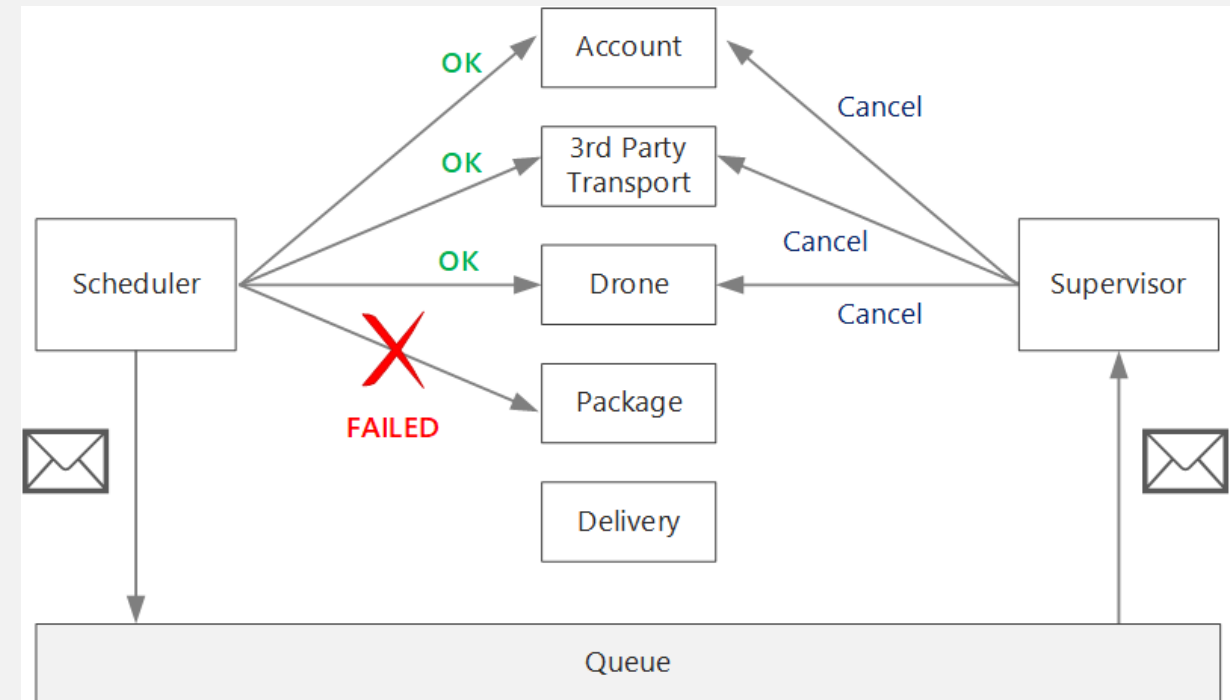 Account
OK
Cancel
3rd Party
Transport
OK
Cancel
Scheduler
OK
Drone
Supervisor
Cancel
Package
FAILED
Delivery
Queue